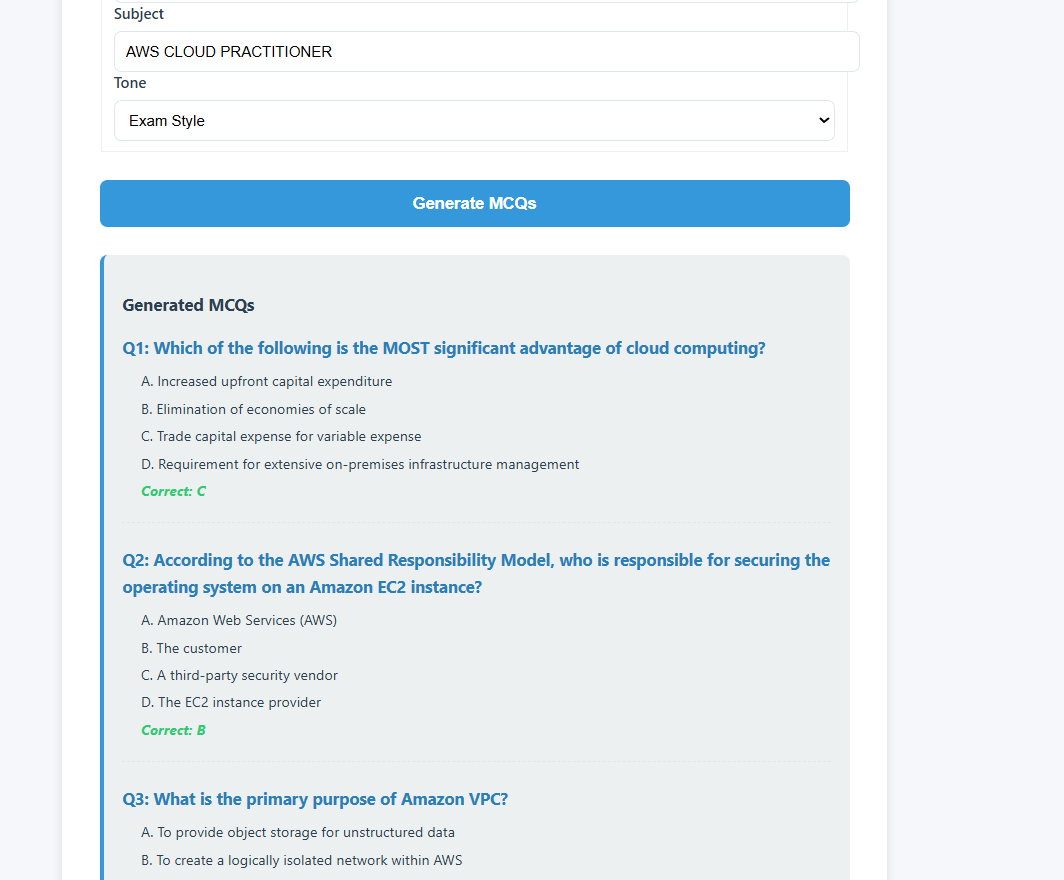 Subject
AWS CLOUD PRACTITIONER
Tone
Exam Style
Generate MCQs
Generated MCQs
Q1: Which of the following is the MOST significant advantage of cloud computing?
A. Increased upfront capital expenditure
B. Elimination of economies of scale
C. Trade capital expense for variable expense
D. Requirement for extensive on-premises infrastructure management
Correct: C
Q2: According to the AWS Shared Responsibility Model, who is responsible for securing the
operating system on an Amazon EC2 instance?
A. Amazon Web Services (AWS)
B. The customer
C. A third-party security vendor
D. The EC2 instance provider
Correct: B
Q3: What is the primary purpose of Amazon VPC?
A. To provide object storage for unstructured data
B. To create a logically isolated network within AWS